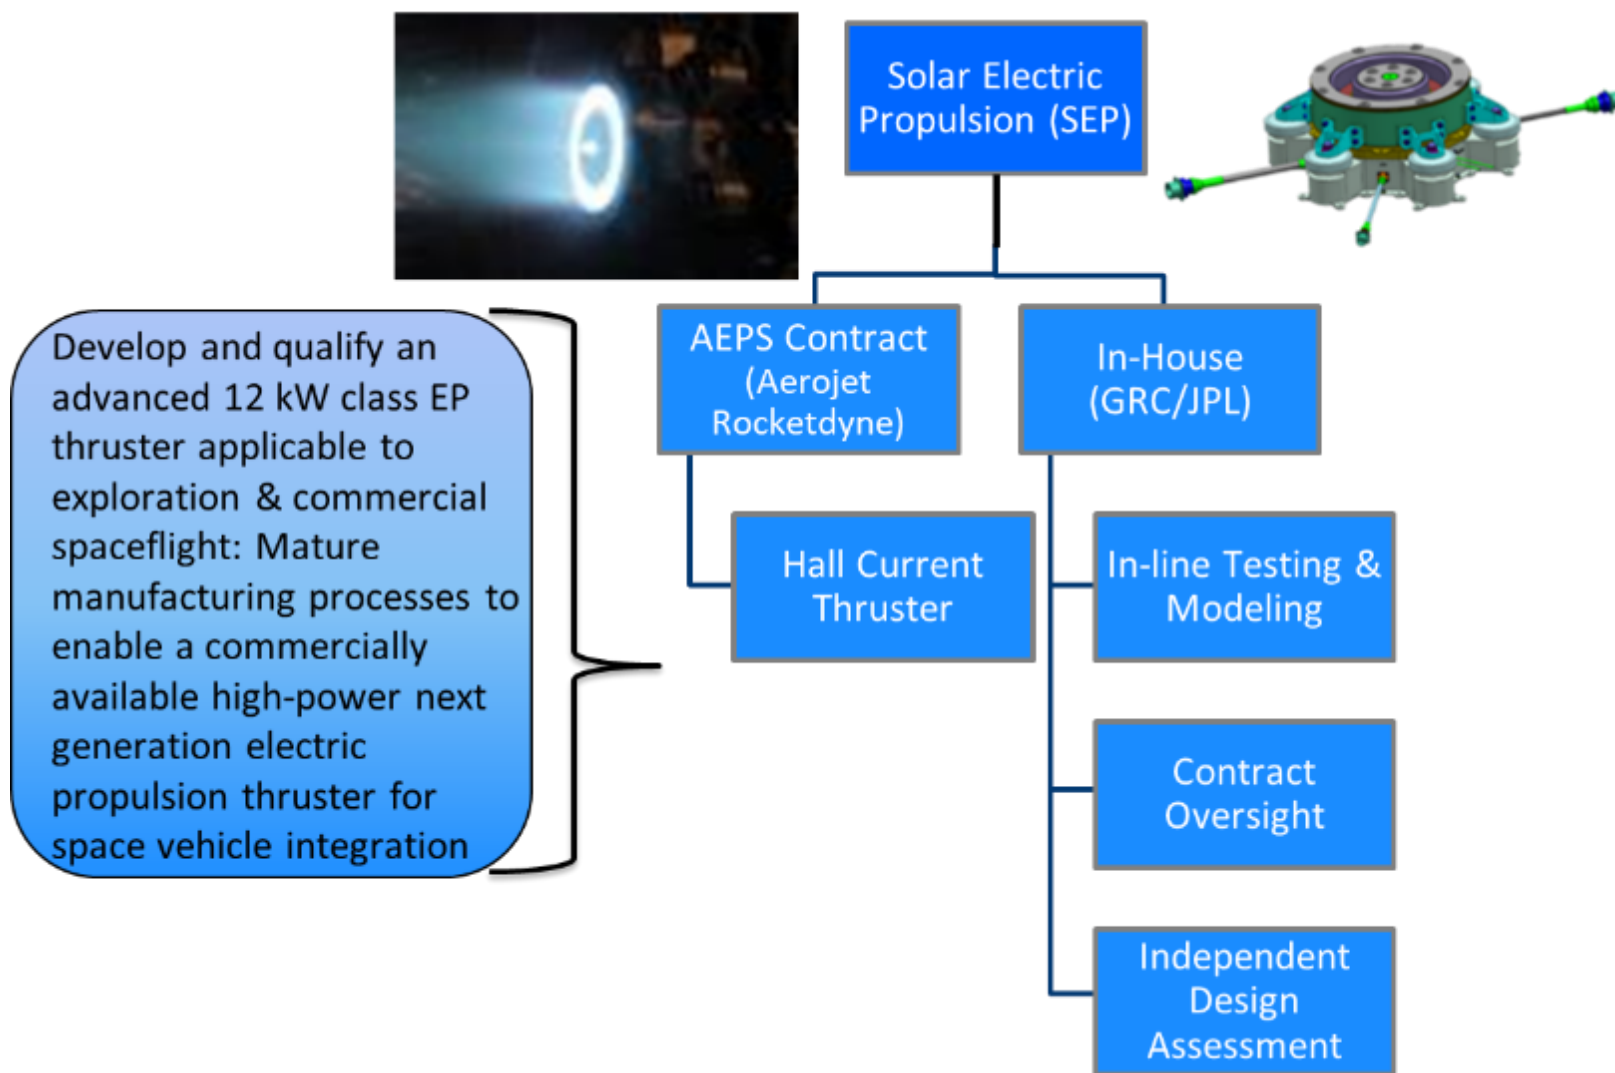 Solar Electric
Propulsion (SEP)
AEPS Contract
(Aerojet
Rocketdyne)
In-House
(GRC/JPL)
Develop and qualify an
advanced 12 kW class EP
thruster applicable to
exploration & commercial
spaceflight: Mature
manufacturing processes to
enable a commercially
available high-power next
generation electric
propulsion thruster for
space vehicle integration
Hall Current
Thruster
In-line Testing &
Modeling
Contract
Oversight
Independent
Design
Assessment